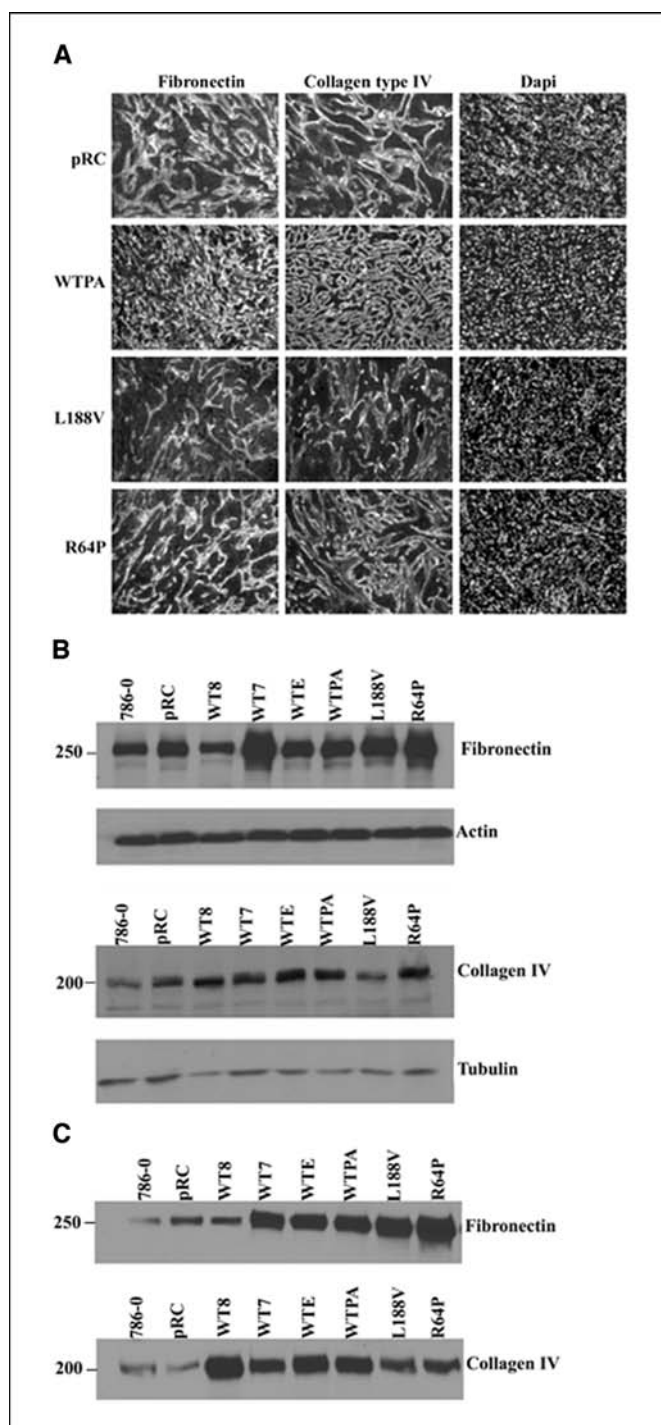 A
Fibronectin Collagen type IV Dapi
pRC
WTPA
L188V
R64P
B
786-0 pRC WT8 WT7 WTE WTPA L188V R64P
250 Fibronectin
Actin
786-0 pRC WT8 WT7 WTE WTPA L188V R64P
200 Collagen IV
Tubulin
C
786-0 pRC WT8 WT7 WTE WTPA L188V R64P
250 Fibronectin
786-0 pRC WT8 WT7 WTE WTPA L188V R64P
200 Collagen IV